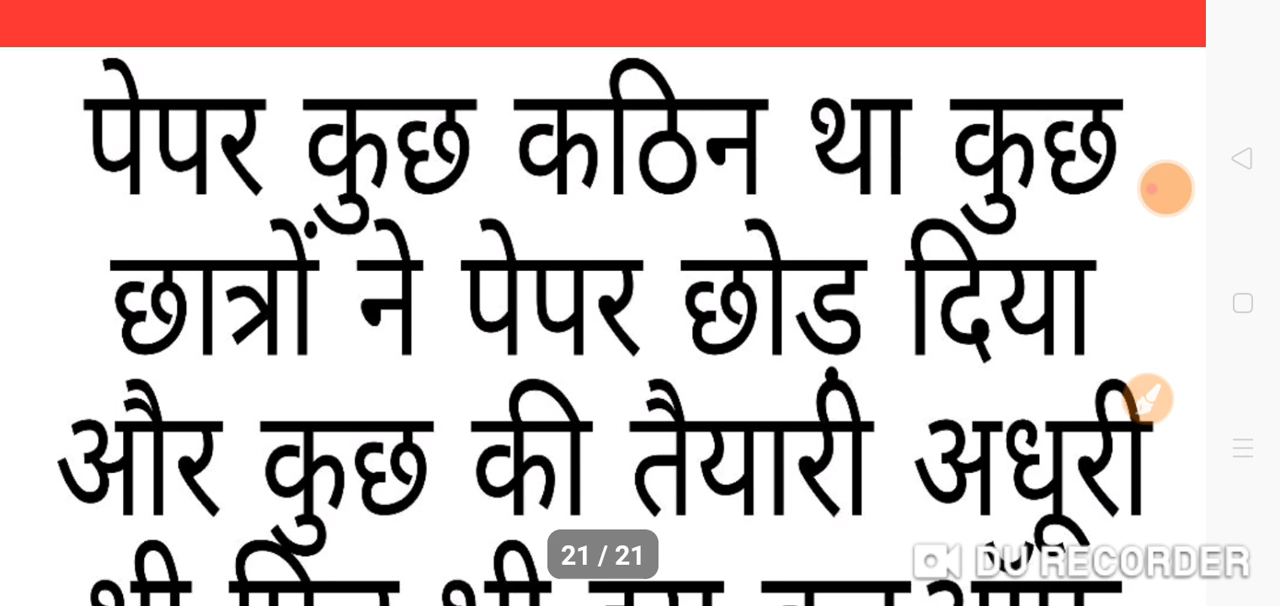 पेपर कुछ कठिन था कुछ
छात्रों ने पेपर छोड़ दिया
और कुछ की तैयारी अधूरी
21 / 21
DU RECORDER